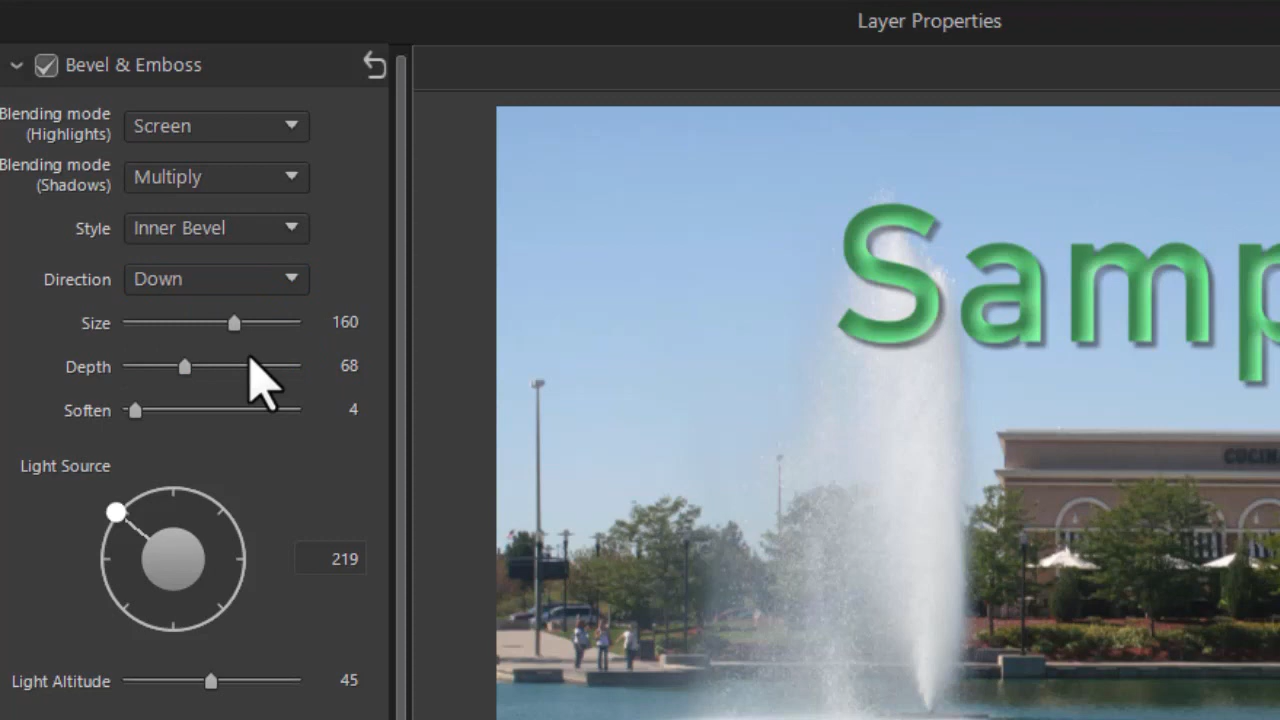 Layer Properties
Bevel & Emboss
Blending mode
(Highlights)
Screen
Blending mode
(Shadows)
Multiply
Style
Inner Bevel
Direction
Down
Size
160
Depth
68
Soften
4
Light Source
219
Light Altitude
45
Samp
CUCIN